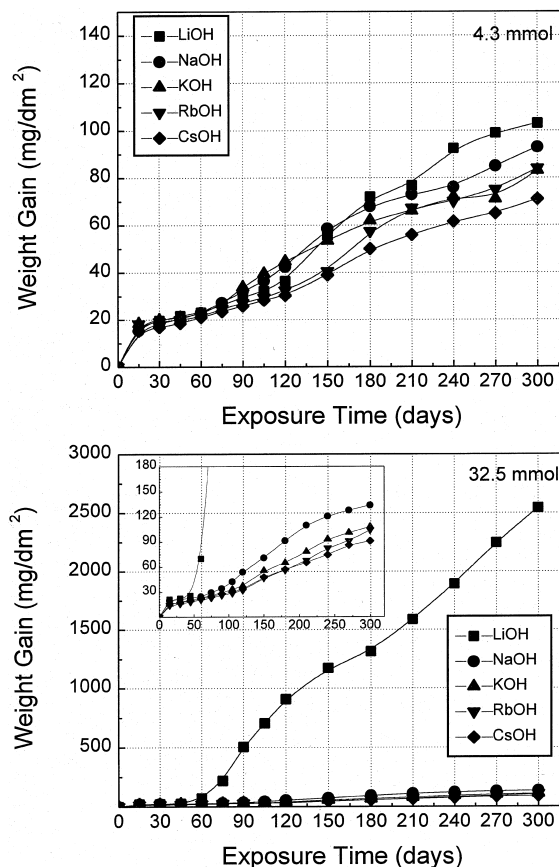 140
120
100
80
60
40
20
0
Weight Gain (mg/dm²)
LiOH
NaOH
KOH
RbOH
CsOH
4.3 mmol
0 30 60 90 120 150 180 210 240 270 300
Exposure Time (days)
3000
2500
2000
1500
1000
500
Weight Gain (mg/dm²)
180
150
120
90
60
30
0 50 100 150 200 250 300
32.5 mmol
LiOH
NaOH
KOH
RbOH
CsOH
0 30 60 90 120 150 180 210 240 270 300
Exposure Time (days)